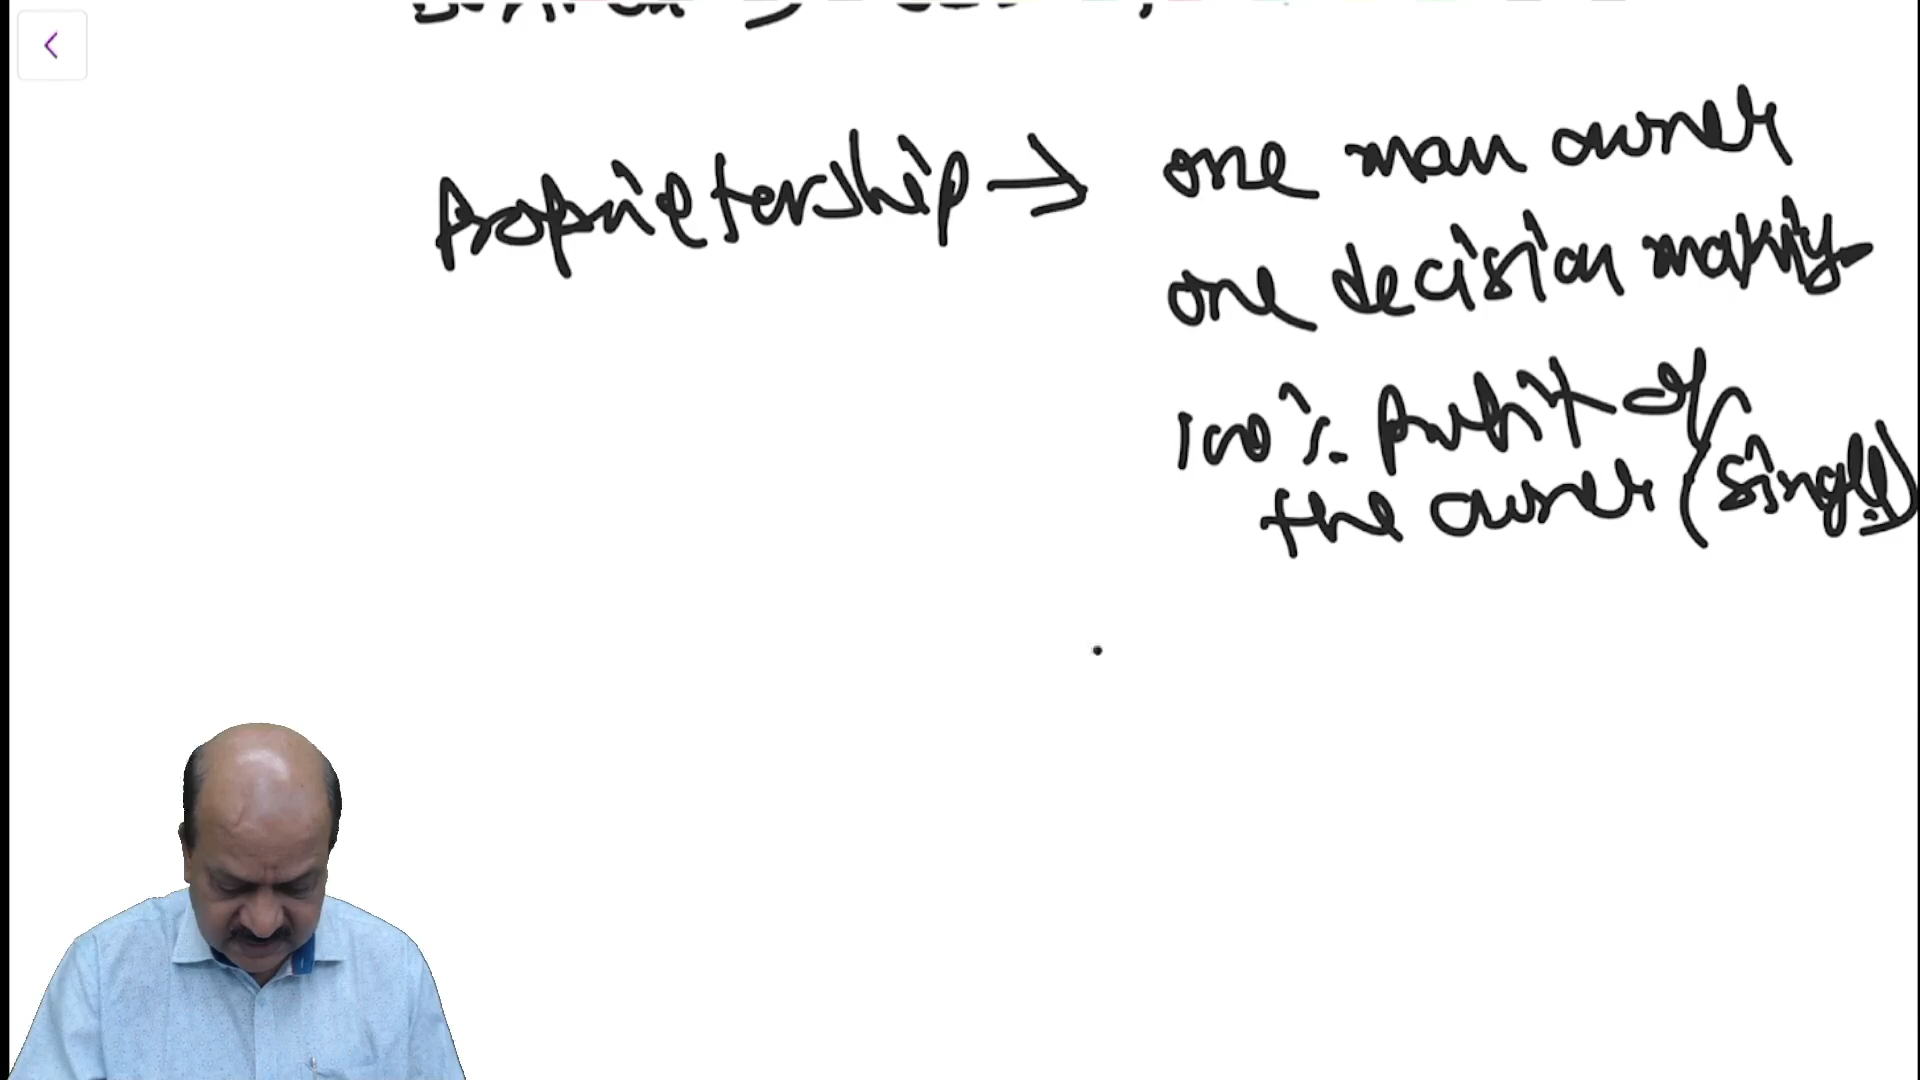 Proprietership → one man owner
one decision making.
100% profit of
the owner (single)